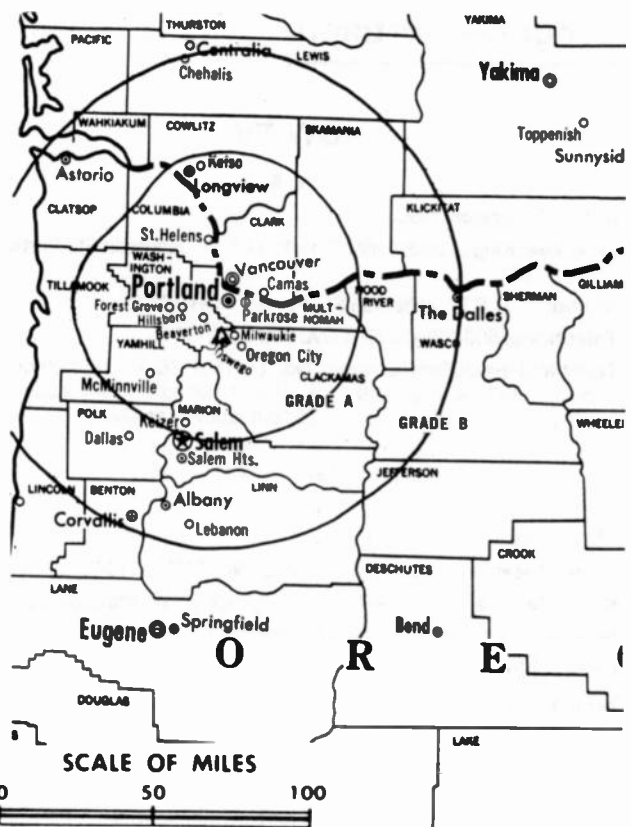 THURSTON
YAKIMA
PACIFIC
Centralia
LEWIS
Chehalis
Yakima
WAHKIAKUM
COWLITZ
SKAMANIA
Toppenish
Sunnysid
Kelso
Astoria
Longview
CLATSOP
COLUMBIA
KLICKITAT
CLARK
St. Helens
WASH-
INGTON
Vancouver
TILLAMOOK
Portland
Camas
HOOD
RIVER
SHERMAN
GILLIAM
Forest Grove
Parkrose
MULT-
NOMAH
The Dalles
Hillsboro
Beaverton
Milwaukie
WASCO
YAMHILL
Oswego
Oregon City
McMinnville
CLACKAMAS
GRADE A
MARION
POLK
Keizer
GRADE B
WHEELE
Dallas
Salem
Salem Hts.
JEFFERSON
LINCOLN
BENTON
LINN
Albany
Corvallis
Lebanon
CROOK
LANE
DESCHUTES
Eugene
Springfield
Bend
O R E
DOUGLAS
S
LAKE
SCALE OF MILES
0 50 100